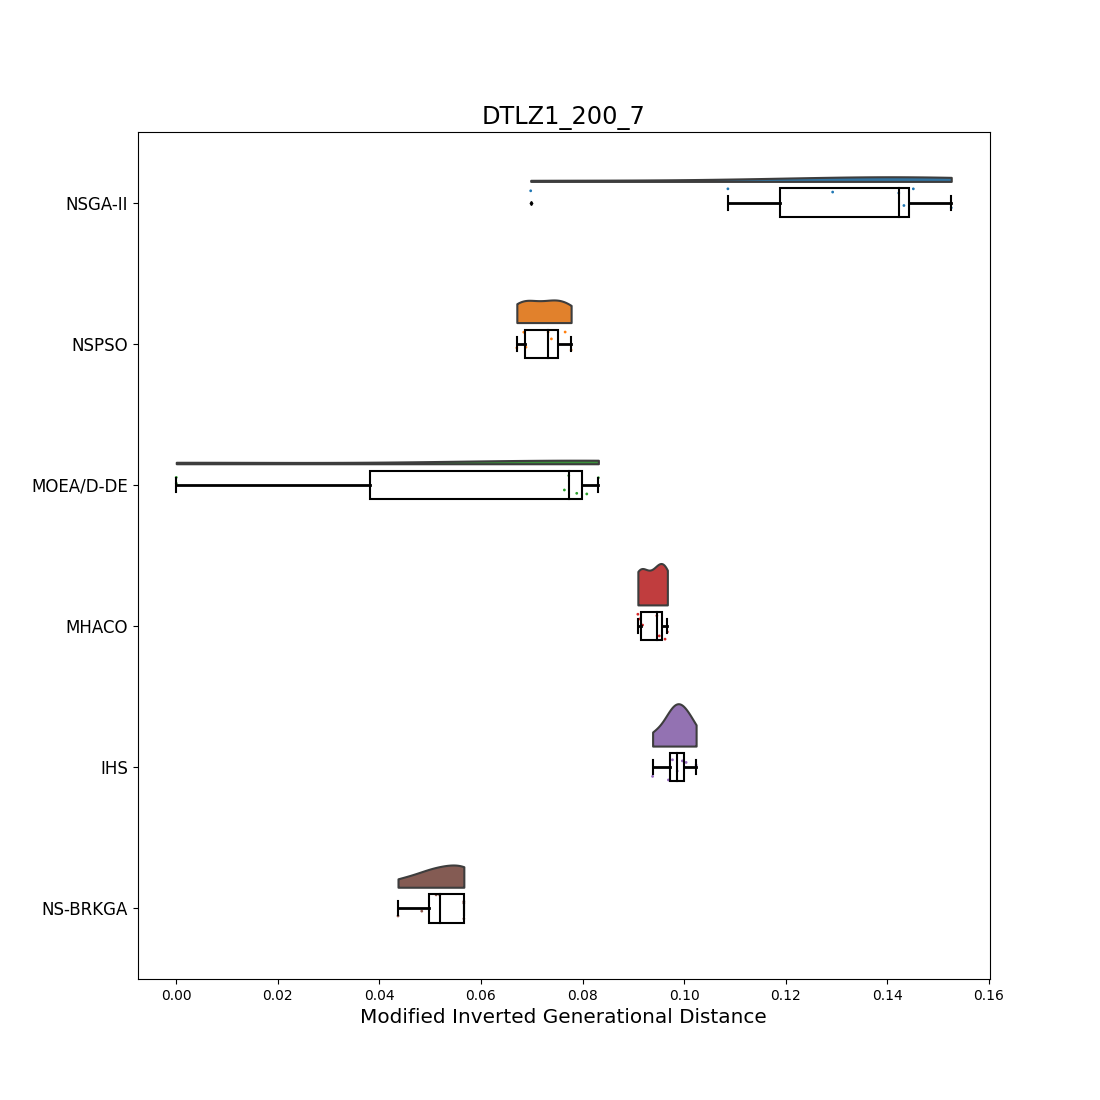 DTLZ1_200_7
NSGA-II
NSPSO
MOEA/D-DE
MHACO
IHS
NS-BRKGA
0.00 0.02 0.04 0.06 0.08 0.10 0.12 0.14 0.16
Modified Inverted Generational Distance